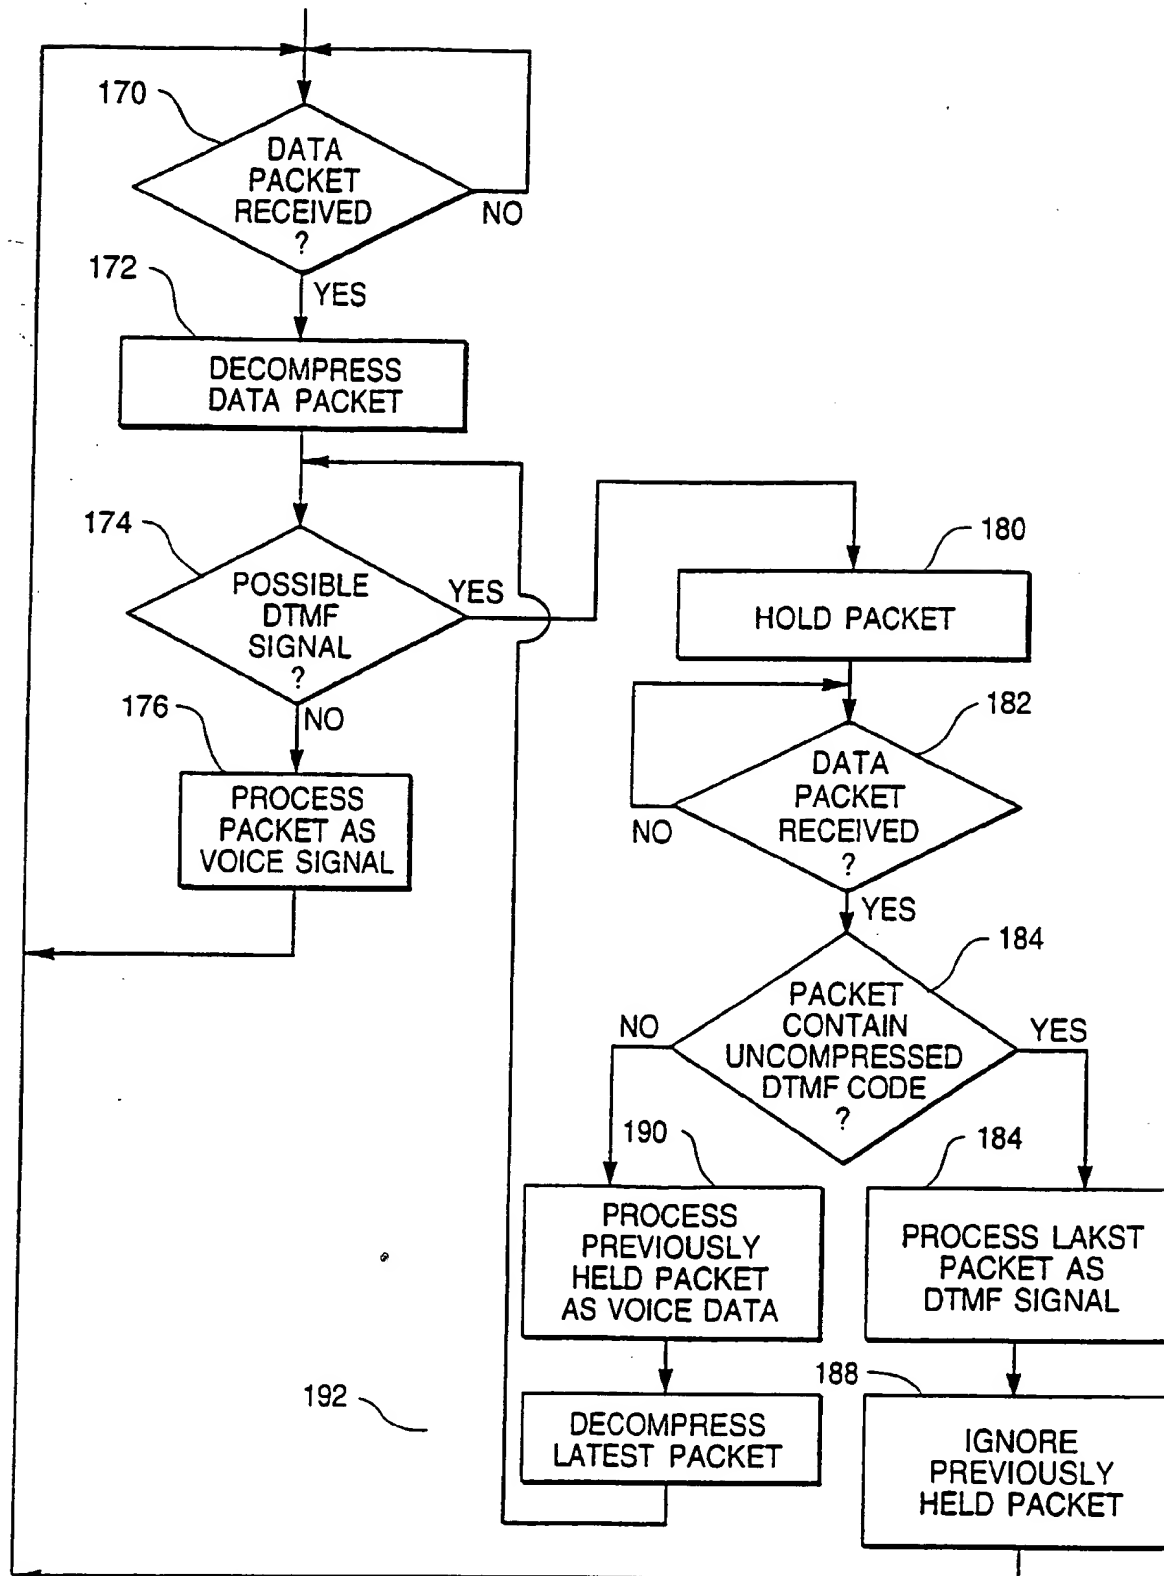 170
DATA
PACKET
RECEIVED
?
NO
YES
172
DECOMPRESS
DATA PACKET
174
POSSIBLE
DTMF
SIGNAL
?
YES
NO
176
PROCESS
PACKET AS
VOICE SIGNAL
180
HOLD PACKET
182
DATA
PACKET
RECEIVED
?
NO
YES
184
PACKET
CONTAIN
UNCOMPRESSED
DTMF CODE
?
NO
YES
190
PROCESS
PREVIOUSLY
HELD PACKET
AS VOICE DATA
184
PROCESS LAKST
PACKET AS
DTMF SIGNAL
192
DECOMPRESS
LATEST PACKET
188
IGNORE
PREVIOUSLY
HELD PACKET